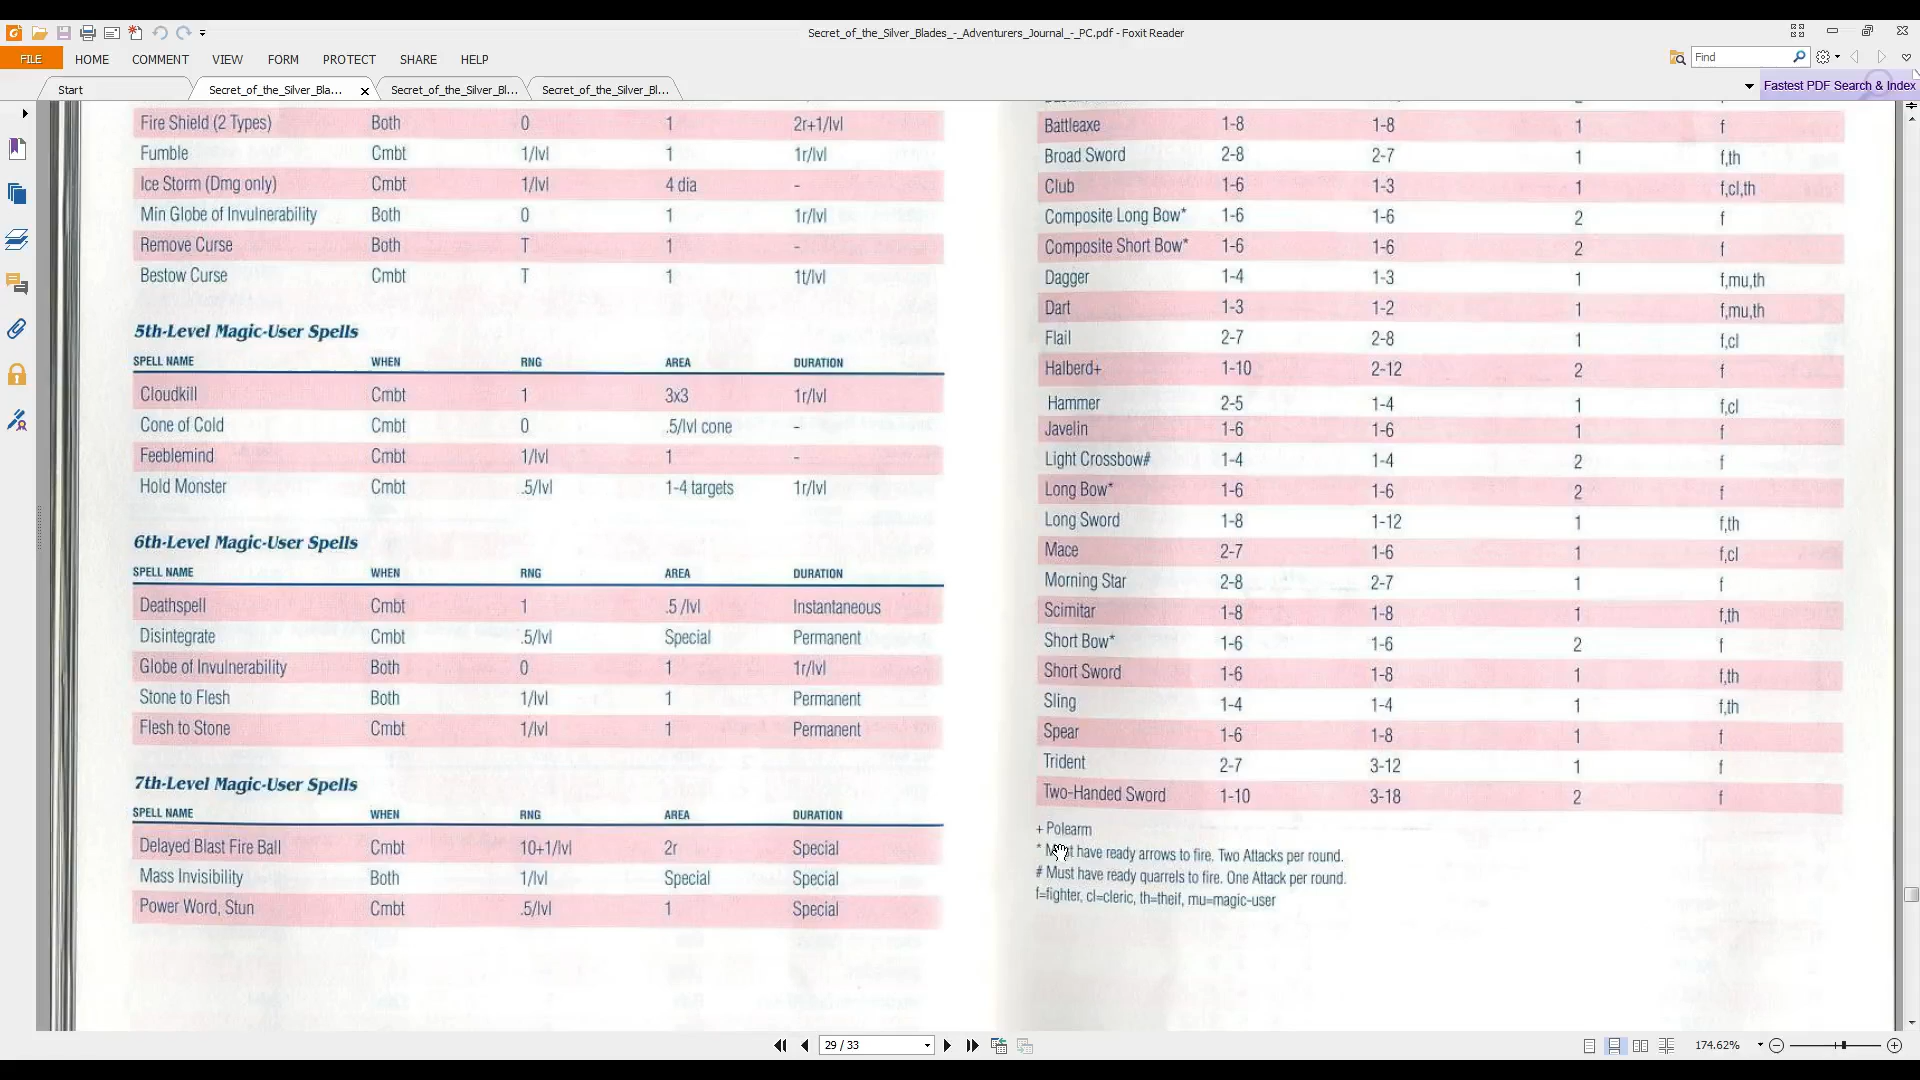 Secret_of_the_Silver_Blades_-_Adventurers_Journal_-_PC.pdf - Foxit Reader
FILE HOME COMMENT VIEW FORM PROTECT SHARE HELP
Find
Start Secret_of_the_Silver_Bla... Secret_of_the_Silver_Bl... Secret_of_the_Silver_Bl...
Fastest PDF Search & Index
Fire Shield (2 Types) Both 0 1 2r+1/lvl
Fumble Cmbt 1/lvl 1 1r/lvl
Ice Storm (Dmg only) Cmbt 1/lvl 4 dia -
Min Globe of Invulnerability Both 0 1 1r/lvl
Remove Curse Both T 1 -
Bestow Curse Cmbt T 1 1t/lvl
5th-Level Magic-User Spells
SPELL NAME WHEN RNG AREA DURATION
Cloudkill Cmbt 1 3x3 1r/lvl
Cone of Cold Cmbt 0 .5/lvl cone -
Feeblemind Cmbt 1/lvl 1 -
Hold Monster Cmbt .5/lvl 1-4 targets 1r/lvl
6th-Level Magic-User Spells
SPELL NAME WHEN RNG AREA DURATION
Deathspell Cmbt 1 .5 /lvl Instantaneous
Disintegrate Cmbt .5/lvl Special Permanent
Globe of Invulnerability Both 0 1 1r/lvl
Stone to Flesh Both 1/lvl 1 Permanent
Flesh to Stone Cmbt 1/lvl 1 Permanent
7th-Level Magic-User Spells
SPELL NAME WHEN RNG AREA DURATION
Delayed Blast Fire Ball Cmbt 10+1/lvl 2r Special
Mass Invisibility Both 1/lvl Special Special
Power Word, Stun Cmbt .5/lvl 1 Special
Battleaxe 1-8 1-8 1 f
Broad Sword 2-8 2-7 1 f,th
Club 1-6 1-3 1 f,cl,th
Composite Long Bow* 1-6 1-6 2 f
Composite Short Bow* 1-6 1-6 2 f
Dagger 1-4 1-3 1 f,mu,th
Dart 1-3 1-2 1 f,mu,th
Flail 2-7 2-8 1 f,cl
Halberd+ 1-10 2-12 2 f
Hammer 2-5 1-4 1 f,cl
Javelin 1-6 1-6 1 f
Light Crossbow# 1-4 1-4 2 f
Long Bow* 1-6 1-6 2 f
Long Sword 1-8 1-12 1 f,th
Mace 2-7 1-6 1 f,cl
Morning Star 2-8 2-7 1 f
Scimitar 1-8 1-8 1 f,th
Short Bow* 1-6 1-6 2 f
Short Sword 1-6 1-8 1 f,th
Sling 1-4 1-4 1 f,th
Spear 1-6 1-8 1 f
Trident 2-7 3-12 1 f
Two-Handed Sword 1-10 3-18 2 f
+ Polearm
* Must have ready arrows to fire. Two Attacks per round.
# Must have ready quarrels to fire. One Attack per round.
f=fighter, cl=cleric, th=theif, mu=magic-user
29 / 33
174.62%